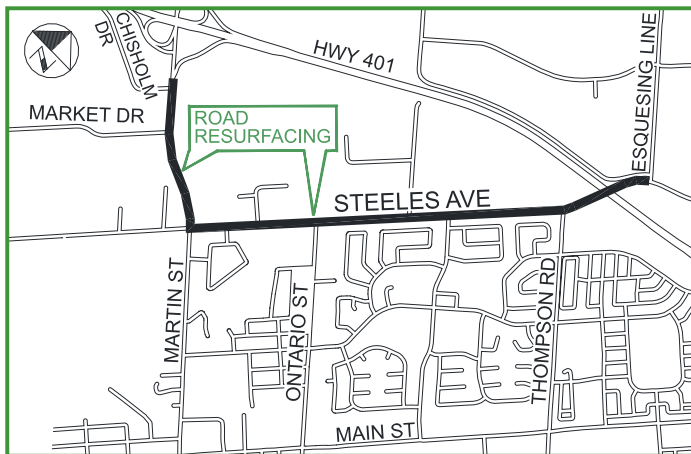 CHISHOLM
DR
HWY 401
ESQUESING LINE
MARKET DR
ROAD
RESURFACING
STEELES AVE
MARTIN ST
ONTARIO ST
THOMPSON RD
MAIN ST